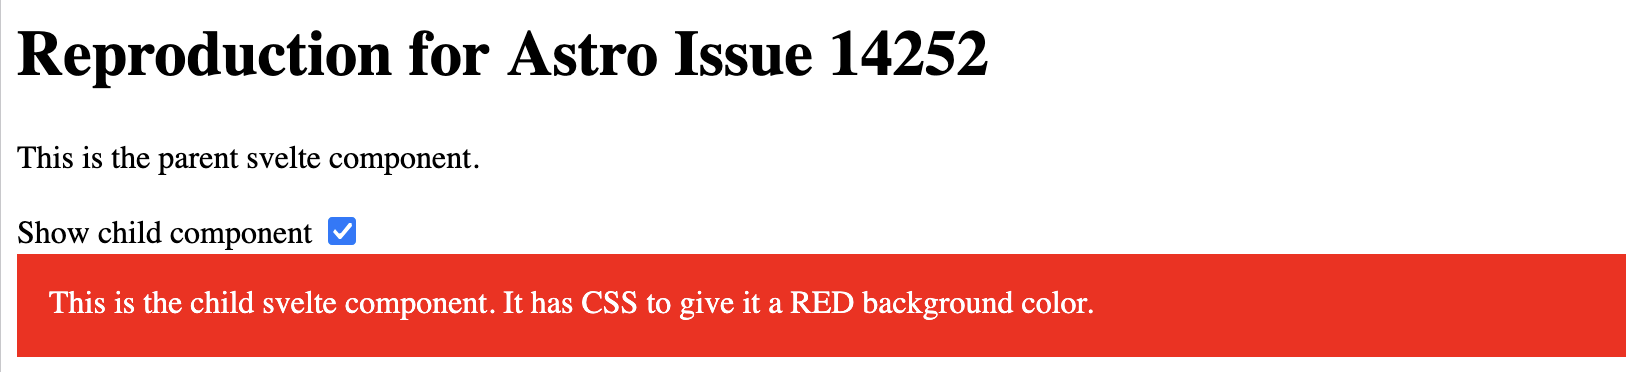 Reproduction for Astro Issue 14252
This is the parent svelte component.
Show child component
This is the child svelte component. It has CSS to give it a RED background color.